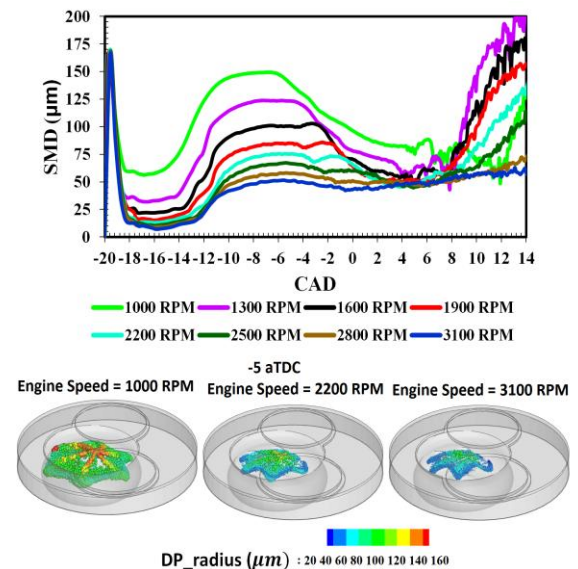 200
175
150
125
100
75
50
25
0
SMD (µm)
-20 -18 -16 -14 -12 -10 -8 -6 -4 -2 0 2 4 6 8 10 12 14
CAD
1000 RPM 1300 RPM 1600 RPM 1900 RPM
2200 RPM 2500 RPM 2800 RPM 3100 RPM
-5 aTDC
Engine Speed = 1000 RPM Engine Speed = 2200 RPM Engine Speed = 3100 RPM
DP_radius (µm) : 20 40 60 80 100 120 140 160